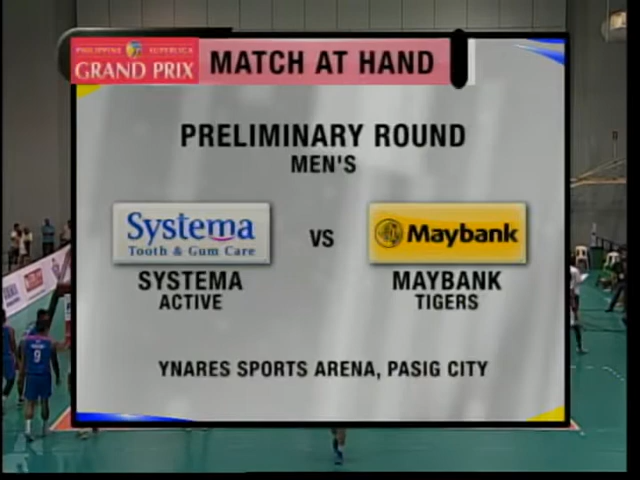 PHILIPPINE SUPERLIGA
GRAND PRIX
MATCH AT HAND
PRELIMINARY ROUND
MEN'S
Systema
Tooth & Gum Care
VS
Maybank
SYSTEMA
ACTIVE
MAYBANK
TIGERS
YNARES SPORTS ARENA, PASIG CITY
9